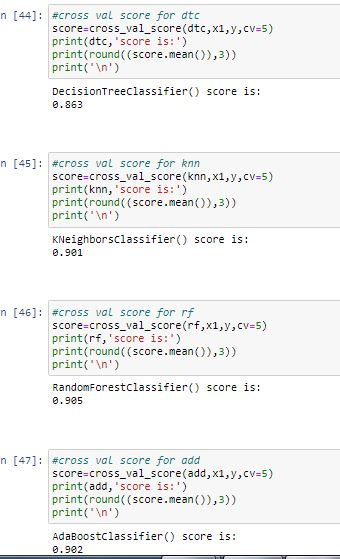 n [44]: #cross val score for dtc
score=cross_val_score(dtc,x1,y,cv=5)
print(dtc,'score is:')
print(round((score.mean()),3))
print('\n')
DecisionTreeClassifier() score is:
0.863
n [45]: #cross val score for knn
score=cross_val_score(knn,x1,y,cv=5)
print(knn,'score is:')
print(round((score.mean()),3))
print('\n')
KNeighborsClassifier() score is:
0.901
n [46]: #cross val score for rf
score=cross_val_score(rf,x1,y,cv=5)
print(rf,'score is:')
print(round((score.mean()),3))
print('\n')
RandomForestClassifier() score is:
0.905
n [47]: #cross val score for add
score=cross_val_score(add,x1,y,cv=5)
print(add,'score is:')
print(round((score.mean()),3))
print('\n')
AdaBoostClassifier() score is:
0.902